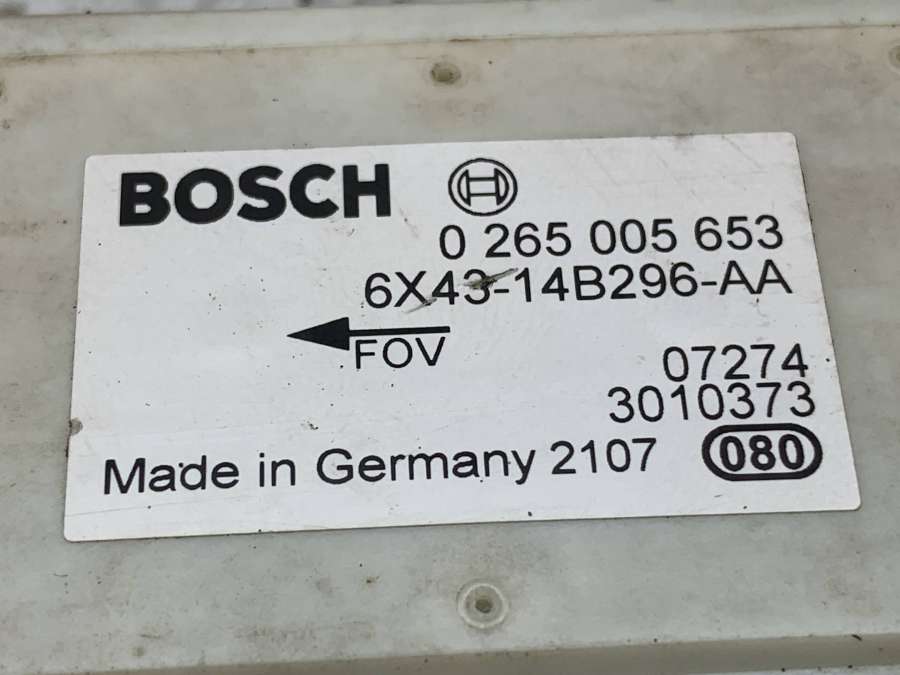 BOSCH
0 265 005 653
6X43-14B296-AA
FOV
07274
3010373
Made in Germany 2107 080